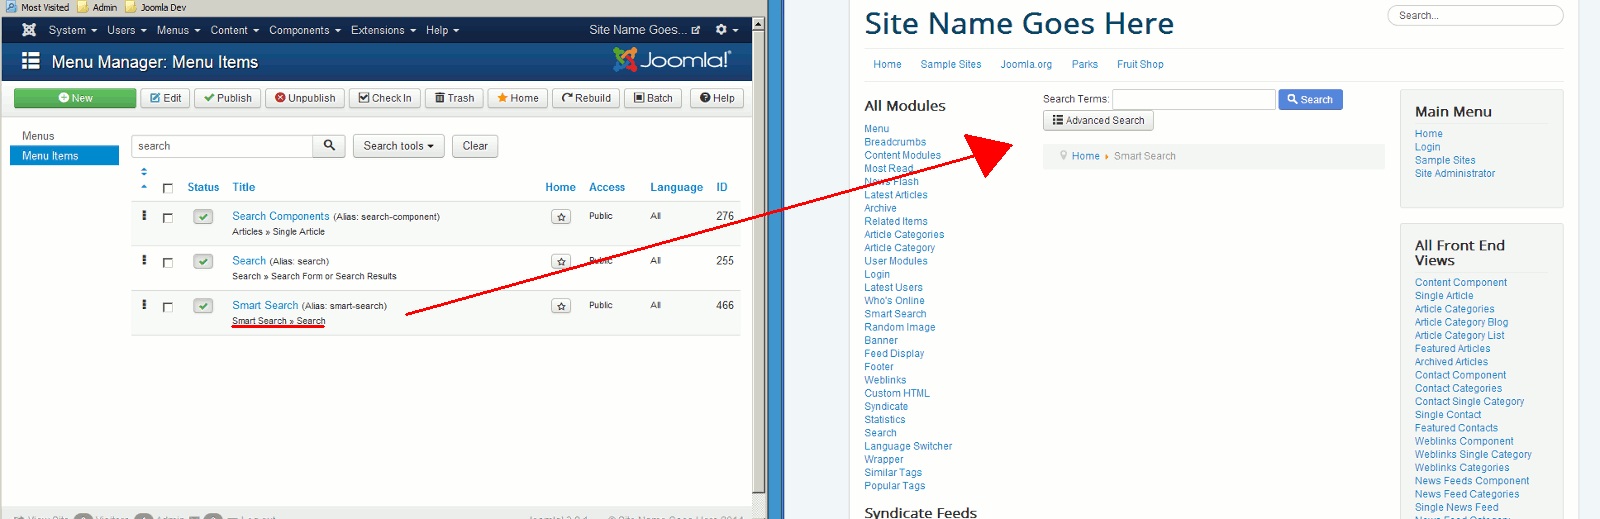 Most Visited Admin Joomla Dev
System Users Menus Content Components Extensions Help Site Name Goes...
Menu Manager: Menu Items
Joomla!®
New Edit Publish Unpublish Check In Trash Home Rebuild Batch Help
Menus
Menu Items
search Search tools Clear
Status Title Home Access Language ID
Search Components (Alias: search-component) Public All 276
Articles » Single Article
Search (Alias: search) Public All 255
Search » Search Form or Search Results
Smart Search (Alias: smart-search) Public All 466
Smart Search » Search
Site Name Goes Here
Search...
Home Sample Sites Joomla.org Parks Fruit Shop
All Modules
Menu
Breadcrumbs
Content Modules
Most Read
News Flash
Latest Articles
Archive
Related Items
Article Categories
Article Category
User Modules
Login
Latest Users
Who's Online
Smart Search
Random Image
Banner
Feed Display
Footer
Weblinks
Custom HTML
Syndicate
Statistics
Search
Language Switcher
Wrapper
Similar Tags
Popular Tags
Syndicate Feeds
Search Terms: Search
Advanced Search
Home Smart Search
Main Menu
Home
Login
Sample Sites
Site Administrator
All Front End
Views
Content Component
Single Article
Article Categories
Article Category Blog
Article Category List
Featured Articles
Archived Articles
Contact Component
Contact Categories
Contact Single Category
Single Contact
Featured Contacts
Weblinks Component
Weblinks Single Category
Weblinks Categories
News Feeds Component
News Feed Categories
Single News Feed